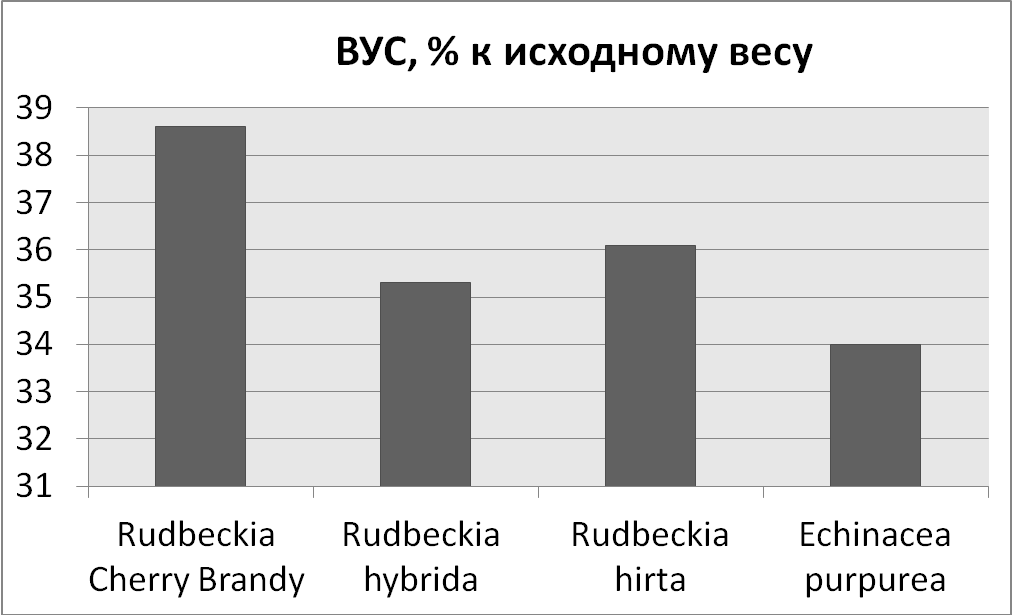 ВУС, % к исходному весу
39
38
37
36
35
34
33
32
31
Rudbeckia
Cherry Brandy
Rudbeckia
hybrida
Rudbeckia
hirta
Echinacea
purpurea